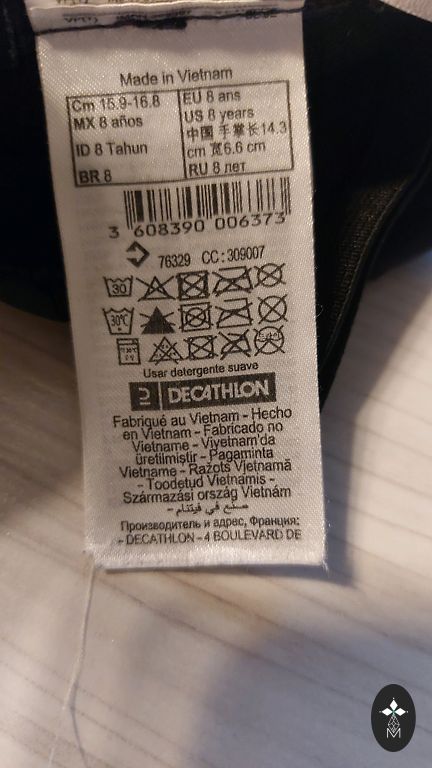 Made in Vietnam
Cm 15.9-16.8
MX 8 años
ID 8 Tahun
BR 8
EU 8 ans
US 8 years
中国 手掌长14.3
cm 宽6.6 cm
RU 8 лет
3 608390 006373
76329 CC:309007
30
30°C
Usar detergente suave
DECATHLON
Fabriqué au Vietnam - Hecho
en Vietnam - Fabricado no
Vietname - Vıyetnam'da
üretilmiştir - Pagaminta
Vietname - Ražots Vjetnamā
- Toodetud Vietnamis -
Származási ország Vietnám
- صنع في فيتنام -
Производитель и адрес, Франция:
- DECATHLON - 4 BOULEVARD DE
M